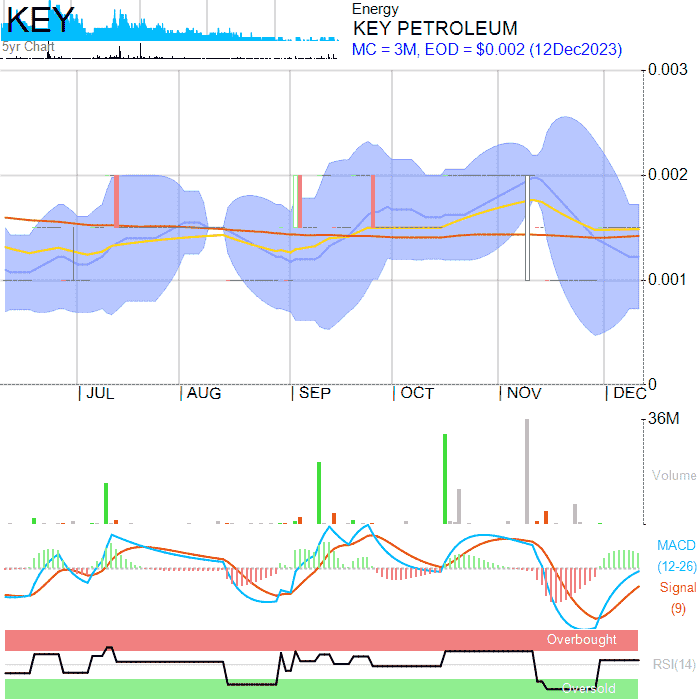 KEY
5yr Chart
Energy
KEY PETROLEUM
MC = 3M, EOD = $0.002 (12Dec2023)
0.003
0.002
0.001
0
JUL AUG SEP OCT NOV DEC
36M
Volume
MACD
(12-26)
Signal
(9)
Overbought
RSI(14)
Oversold